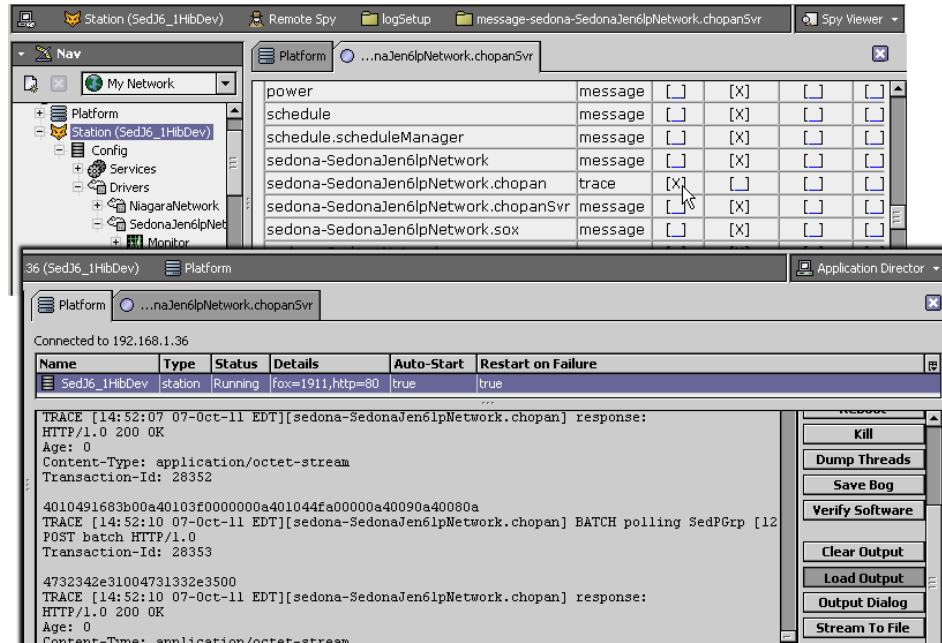 Station (SedJ6_1HibDev) Remote Spy logSetup message-sedona-SedonaJen6lpNetwork.chopanSvr Spy Viewer
Nav
My Network
Platform
Station (SedJ6_1HibDev)
Config
Services
Drivers
NiagaraNetwork
SedonaJen6lpNet
Monitor
Platform ...naJen6lpNetwork.chopanSvr
power message [_] [X] [_] [_]
schedule message [_] [X] [_] [_]
schedule.scheduleManager message [_] [X] [_] [_]
sedona-SedonaJen6lpNetwork message [_] [X] [_] [_]
sedona-SedonaJen6lpNetwork.chopan trace [X] [_] [_] [_]
sedona-SedonaJen6lpNetwork.chopanSvr message [_] [X] [_] [_]
sedona-SedonaJen6lpNetwork.sox message [_] [X] [_] [_]
.36 (SedJ6_1HibDev) Platform Application Director
Platform ...naJen6lpNetwork.chopanSvr
Connected to 192.168.1.36
Name Type Status Details Auto-Start Restart on Failure
SedJ6_1HibDev station Running fox=1911,http=80 true true
TRACE [14:52:07 07-Oct-11 EDT][sedona-SedonaJen6lpNetwork.chopan] response:
HTTP/1.0 200 OK
Age: 0
Content-Type: application/octet-stream
Transaction-Id: 28352
4010491683b00a40103f0000000a401044fa00000a40090a40080a
TRACE [14:52:10 07-Oct-11 EDT][sedona-SedonaJen6lpNetwork.chopan] BATCH polling SedPGrp [12
POST batch HTTP/1.0
Transaction-Id: 28353
4732342e31004731332e3500
TRACE [14:52:10 07-Oct-11 EDT][sedona-SedonaJen6lpNetwork.chopan] response:
HTTP/1.0 200 OK
Age: 0
Content-Type: application/octet-stream
Reboot
Kill
Dump Threads
Save Bog
Verify Software
Clear Output
Load Output
Output Dialog
Stream To File